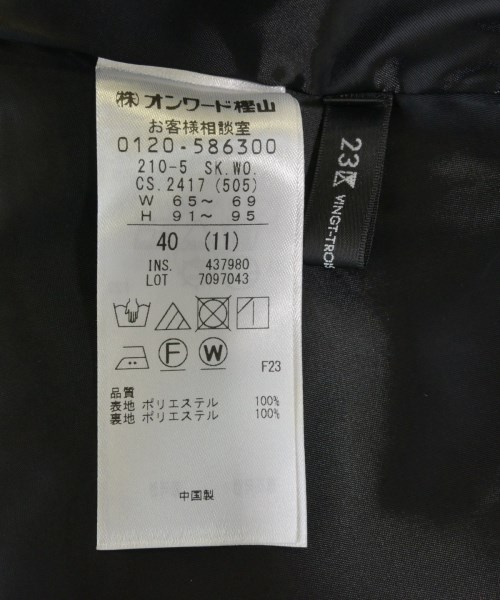 (株)オンワード樫山
お客様相談室
0120-586300
210-5 SK.WO.
CS.2417 (505)
W 65～ 69
H 91～ 95
40 (11)
INS. 437980
LOT 7097043
F W
F23
品質
表地 ポリエステル 100%
裏地 ポリエステル 100%
中国製
23区 VINGT-TROIS